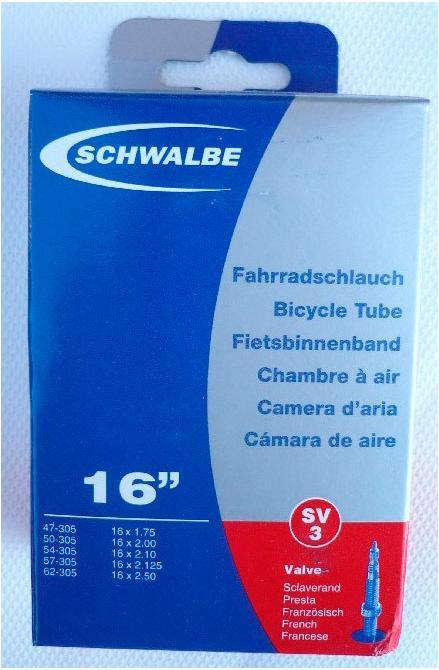 SCHWALBE
Fahrradschlauch
Bicycle Tube
Fietsbinnenband
Chambre à air
Camera d'aria
Cámara de aire
16”
47-305 16 x 1.75
50-305 16 x 2.00
54-305 16 x 2.10
57-305 16 x 2.125
62-305 16 x 2.50
SV
3
Valve
Sclaverand
Presta
Französisch
French
Francese